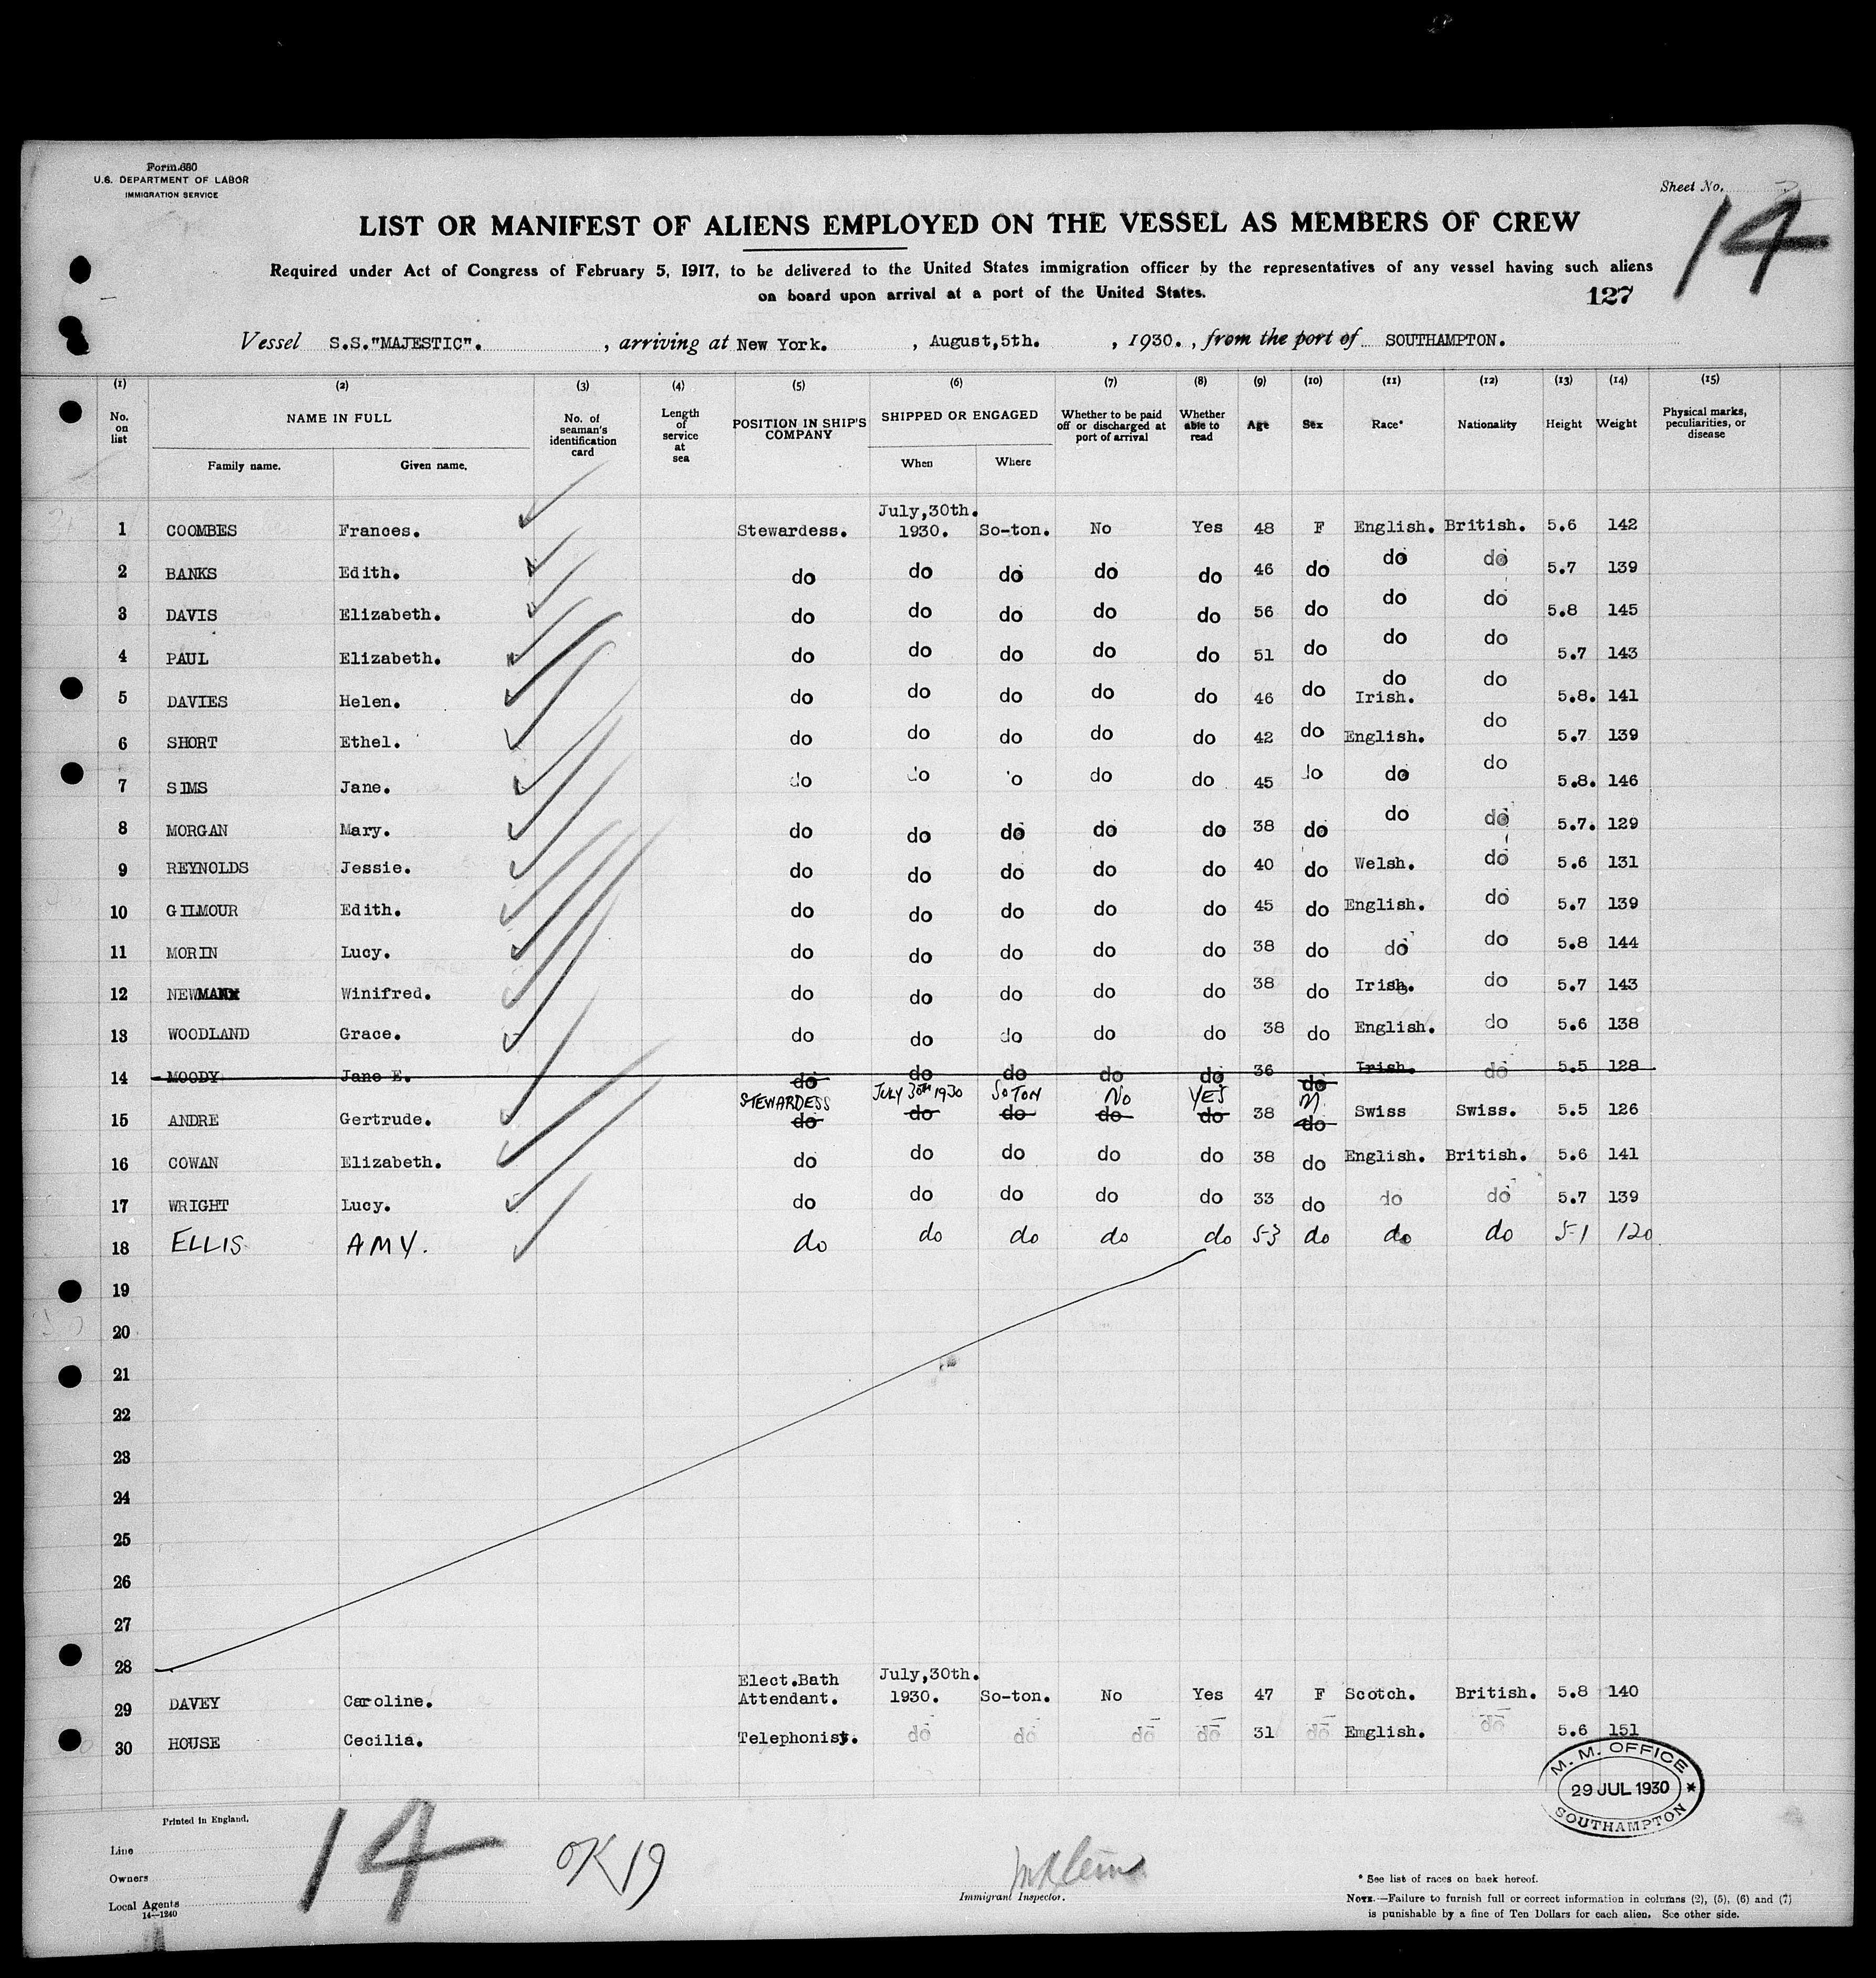 Form 680
U.S. DEPARTMENT OF LABOR
IMMIGRATION SERVICE
Sheet No.
14
LIST OR MANIFEST OF ALIENS EMPLOYED ON THE VESSEL AS MEMBERS OF CREW
Required under Act of Congress of February 5, 1917, to be delivered to the United States immigration officer by the representatives of any vessel having such aliens
on board upon arrival at a port of the United States.
127
Vessel S.S."MAJESTIC". , arriving at New York. , August,5th. , 1930. , from the port of SOUTHAMPTON.
(1) (2) (3) (4) (5) (6) (7) (8) (9) (10) (11) (12) (13) (14) (15)
No. on list NAME IN FULL No. of seaman's identification card Length of service at sea POSITION IN SHIP'S COMPANY SHIPPED OR ENGAGED Whether to be paid off or discharged at port of arrival Whether able to read Age Sex Race* Nationality Height Weight Physical marks, peculiarities, or disease
Family name. Given name. When Where
1 COOMBES Frances. Stewardess. July,30th. 1930. So-ton. No Yes 48 F English. British. 5.6 142
2 BANKS Edith. do do do do do 46 do do do 5.7 139
3 DAVIS Elizabeth. do do do do do 56 do do do 5.8 145
4 PAUL Elizabeth. do do do do do 51 do do do 5.7 143
5 DAVIES Helen. do do do do do 46 do do Irish. do 5.8. 141
6 SHORT Ethel. do do do do do 42 do English. do 5.7 139
7 SIMS Jane. do do do do do 45 do do do 5.8. 146
8 MORGAN Mary. do do do do do 38 do do do 5.7. 129
9 REYNOLDS Jessie. do do do do do 40 do Welsh. do 5.6 131
10 GILMOUR Edith. do do do do do 45 do English. do 5.7 139
11 MORIN Lucy. do do do do do 38 do do do 5.8 144
12 NEWMAN Winifred. do do do do do 38 do Irish. do 5.7 143
13 WOODLAND Grace. do do do do do 38 do English. do 5.6 138
14 MOODY Jane E. do do do do do 36 do Irish. do 5.5 128
STEWARDESS JULY 30th 1930 SOTON NO YES M.
15 ANDRE Gertrude. do do do do do 38 do Swiss Swiss. 5.5 126
16 COWAN Elizabeth. do do do do do 38 do English. British. 5.6 141
17 WRIGHT Lucy. do do do do do 33 do do do 5.7 139
18 ELLIS AMY. do do do do do 53 do do do 5-1 120
19
20
21
22
23
24
25
26
27
28
29 DAVEY Caroline. Elect.Bath Attendant. July,30th. 1930. So-ton. No Yes 47 F Scotch. British. 5.8 140
30 HOUSE Cecilia. Telephonist. do do do do 31 do English. do 5.6 151
M. M. OFFICE
29 JUL 1930
SOUTHAMPTON
Printed in England.
Line
Owners
Local Agents
14—1240
14
OK 19
Immigrant Inspector.
* See list of races on back hereof.
NOTE.—Failure to furnish full or correct information in columns (2), (5), (6) and (7)
is punishable by a fine of Ten Dollars for each alien. See other side.